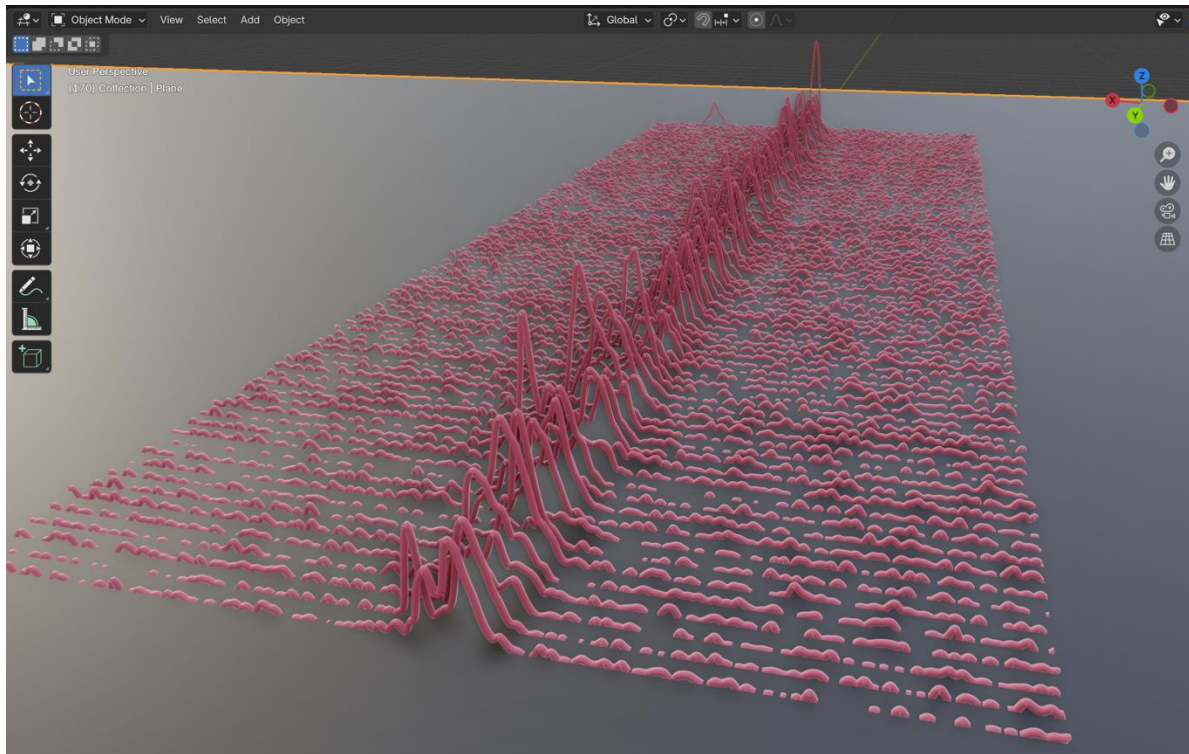 Object Mode View Select Add Object Global
User Perspective
(170) Collection | Plane
Z
X
Y